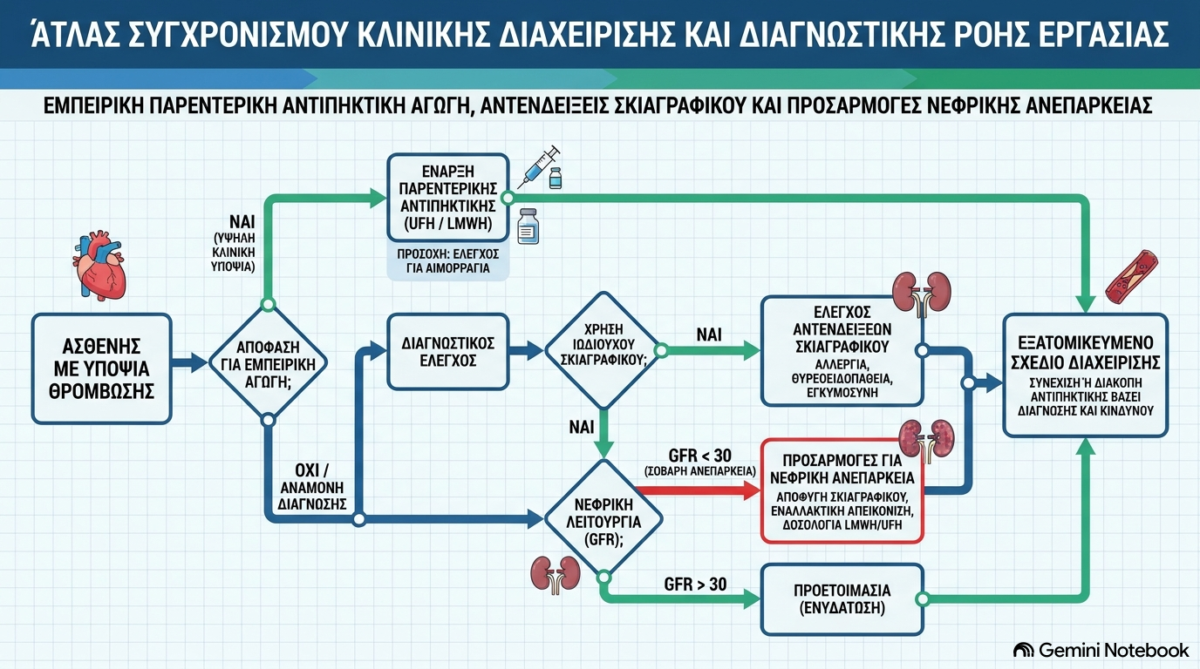 ΆΤΛΑΣ ΣΥΓΧΡΟΝΙΣΜΟΥ ΚΛΙΝΙΚΗΣ ΔΙΑΧΕΙΡΙΣΗΣ ΚΑΙ ΔΙΑΓΝΩΣΤΙΚΗΣ ΡΟΗΣ ΕΡΓΑΣΙΑΣ
ΕΜΠΕΙΡΙΚΗ ΠΑΡΕΝΤΕΡΙΚΗ ΑΝΤΙΠΗΚΤΙΚΗ ΑΓΩΓΗ, ΑΝΤΕΝΔΕΙΞΕΙΣ ΣΚΙΑΓΡΑΦΙΚΟΥ ΚΑΙ ΠΡΟΣΑΡΜΟΓΕΣ ΝΕΦΡΙΚΗΣ ΑΝΕΠΑΡΚΕΙΑΣ
ΑΣΘΕΝΗΣ
ΜΕ ΥΠΟΨΙΑ
ΘΡΟΜΒΩΣΗΣ
ΑΠΟΦΑΣΗ
ΓΙΑ ΕΜΠΕΙΡΙΚΗ
ΑΓΩΓΗ;
ΝΑΙ
(ΥΨΗΛΗ
ΚΛΙΝΙΚΗ
ΥΠΟΨΙΑ)
ΕΝΑΡΞΗ
ΠΑΡΕΝΤΕΡΙΚΗΣ
ΑΝΤΙΠΗΚΤΙΚΗΣ
(UFH / LMWH)
ΠΡΟΣΟΧΗ: ΕΛΕΓΧΟΣ
ΓΙΑ ΑΙΜΟΡΡΑΓΙΑ
ΟΧΙ /
ΑΝΑΜΟΝΗ
ΔΙΑΓΝΩΣΗΣ
ΔΙΑΓΝΩΣΤΙΚΟΣ
ΕΛΕΓΧΟΣ
ΧΡΗΣΗ
ΙΩΔΙΟΥΧΟΥ
ΣΚΙΑΓΡΑΦΙΚΟΥ;
ΝΑΙ
ΕΛΕΓΧΟΣ
ΑΝΤΕΝΔΕΙΞΕΩΝ
ΣΚΙΑΓΡΑΦΙΚΟΥ
ΑΛΛΕΡΓΙΑ,
ΘΥΡΕΟΕΙΔΟΠΑΘΕΙΑ,
ΕΓΚΥΜΟΣΥΝΗ
ΝΑΙ
ΝΕΦΡΙΚΗ
ΛΕΙΤΟΥΡΓΙΑ
(GFR);
GFR < 30
(ΣΟΒΑΡΗ ΑΝΕΠΑΡΚΕΙΑ)
ΠΡΟΣΑΡΜΟΓΕΣ ΓΙΑ
ΝΕΦΡΙΚΗ ΑΝΕΠΑΡΚΕΙΑ
ΑΠΟΦΥΓΗ ΣΚΙΑΓΡΑΦΙΚΟΥ,
ΕΝΑΛΛΑΚΤΙΚΗ ΑΠΕΙΚΟΝΙΣΗ,
ΔΟΣΟΛΟΓΙΑ LMWH/UFH
GFR > 30
ΠΡΟΕΤΟΙΜΑΣΙΑ
(ΕΝΥΔΑΤΩΣΗ)
ΕΞΑΤΟΜΙΚΕΥΜΕΝΟ
ΣΧΕΔΙΟ ΔΙΑΧΕΙΡΙΣΗΣ
ΣΥΝΕΧΙΣΗ Ή ΔΙΑΚΟΠΗ
ΑΝΤΙΠΗΚΤΙΚΗΣ ΒΑΣΕΙ
ΔΙΑΓΝΩΣΗΣ ΚΑΙ ΚΙΝΔΥΝΟΥ
Gemini Notebook